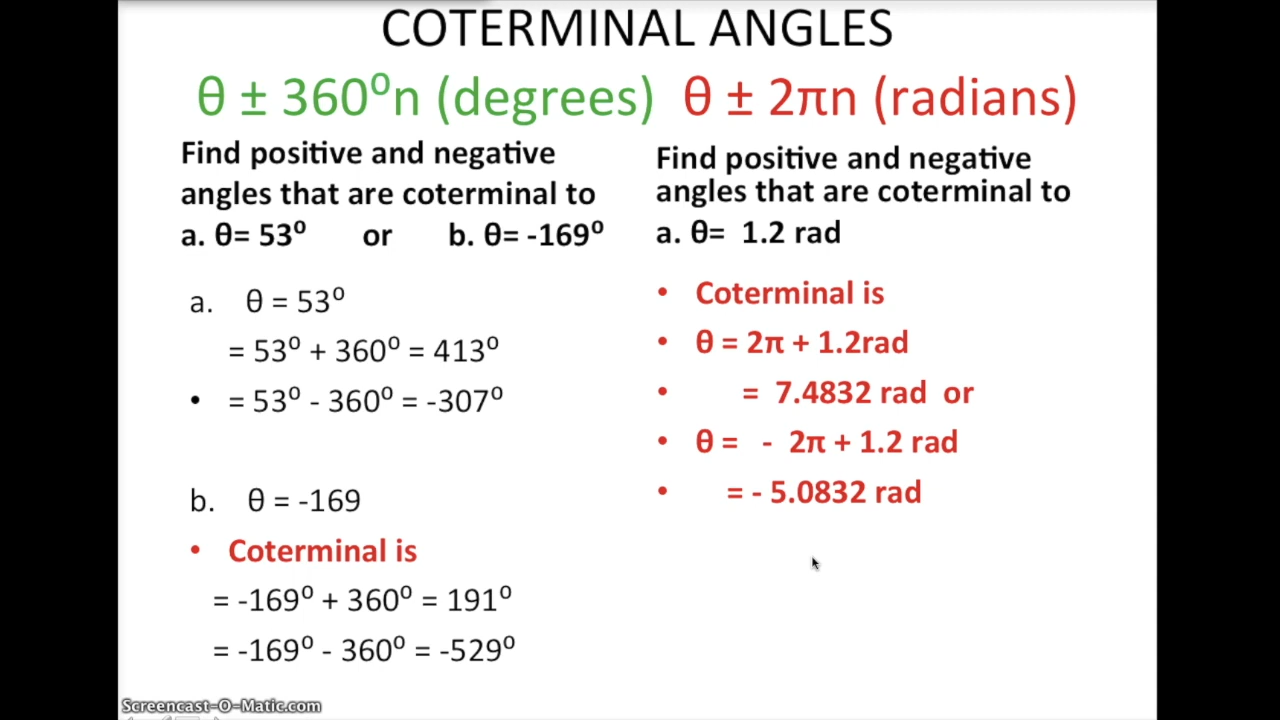 COTERMINAL ANGLES
θ ± 360⁰n (degrees) θ ± 2πn (radians)
Find positive and negative
angles that are coterminal to
a. θ= 53⁰ or b. θ= -169⁰
a. θ = 53⁰
= 53⁰ + 360⁰ = 413⁰
• = 53⁰ - 360⁰ = -307⁰
b. θ = -169
• Coterminal is
= -169⁰ + 360⁰ = 191⁰
= -169⁰ - 360⁰ = -529⁰
Find positive and negative
angles that are coterminal to
a. θ= 1.2 rad
• Coterminal is
• θ = 2π + 1.2rad
• = 7.4832 rad or
• θ = - 2π + 1.2 rad
• = - 5.0832 rad
Screencast-O-Matic.com